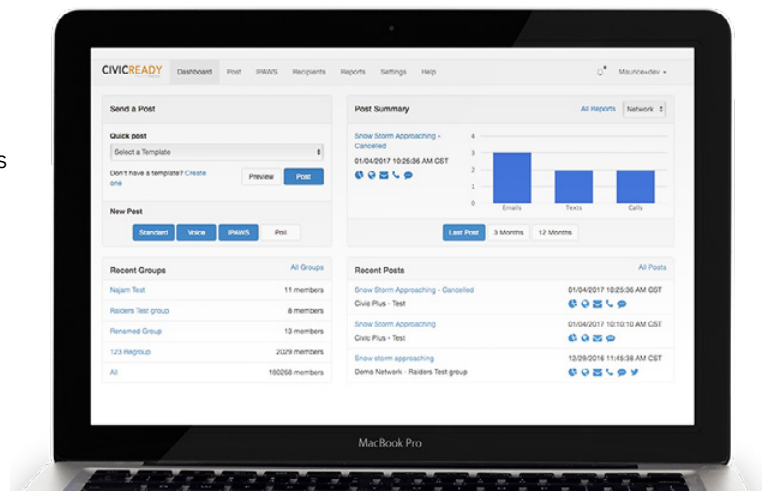 s
CIVICREADY Dashboard Post IPAWS Recipients Reports Settings Help Mauricewdev
Send a Post
Quick post
Select a Template
Don't have a template? Create
one
Preview Post
New Post
Standard Voice IPAWS Poll
Post Summary All Reports Network
Snow Storm Approaching -
Cancelled
01/04/2017 10:25:36 AM CST
4
3
2
1
0
Emails Texts Calls
Last Post 3 Months 12 Months
Recent Groups All Groups
Najam Test 11 members
Raiders Test group 8 members
Renamed Group 13 members
123 Regroup 2029 members
All 180268 members
Recent Posts All Posts
Snow Storm Approaching - Cancelled 01/04/2017 10:25:36 AM CST
Civic Plus - Test
Snow Storm Approaching 01/04/2017 10:10:10 AM CST
Civic Plus - Test
Snow storm approaching 12/29/2016 11:45:38 AM CST
Demo Network - Raiders Test group
MacBook Pro